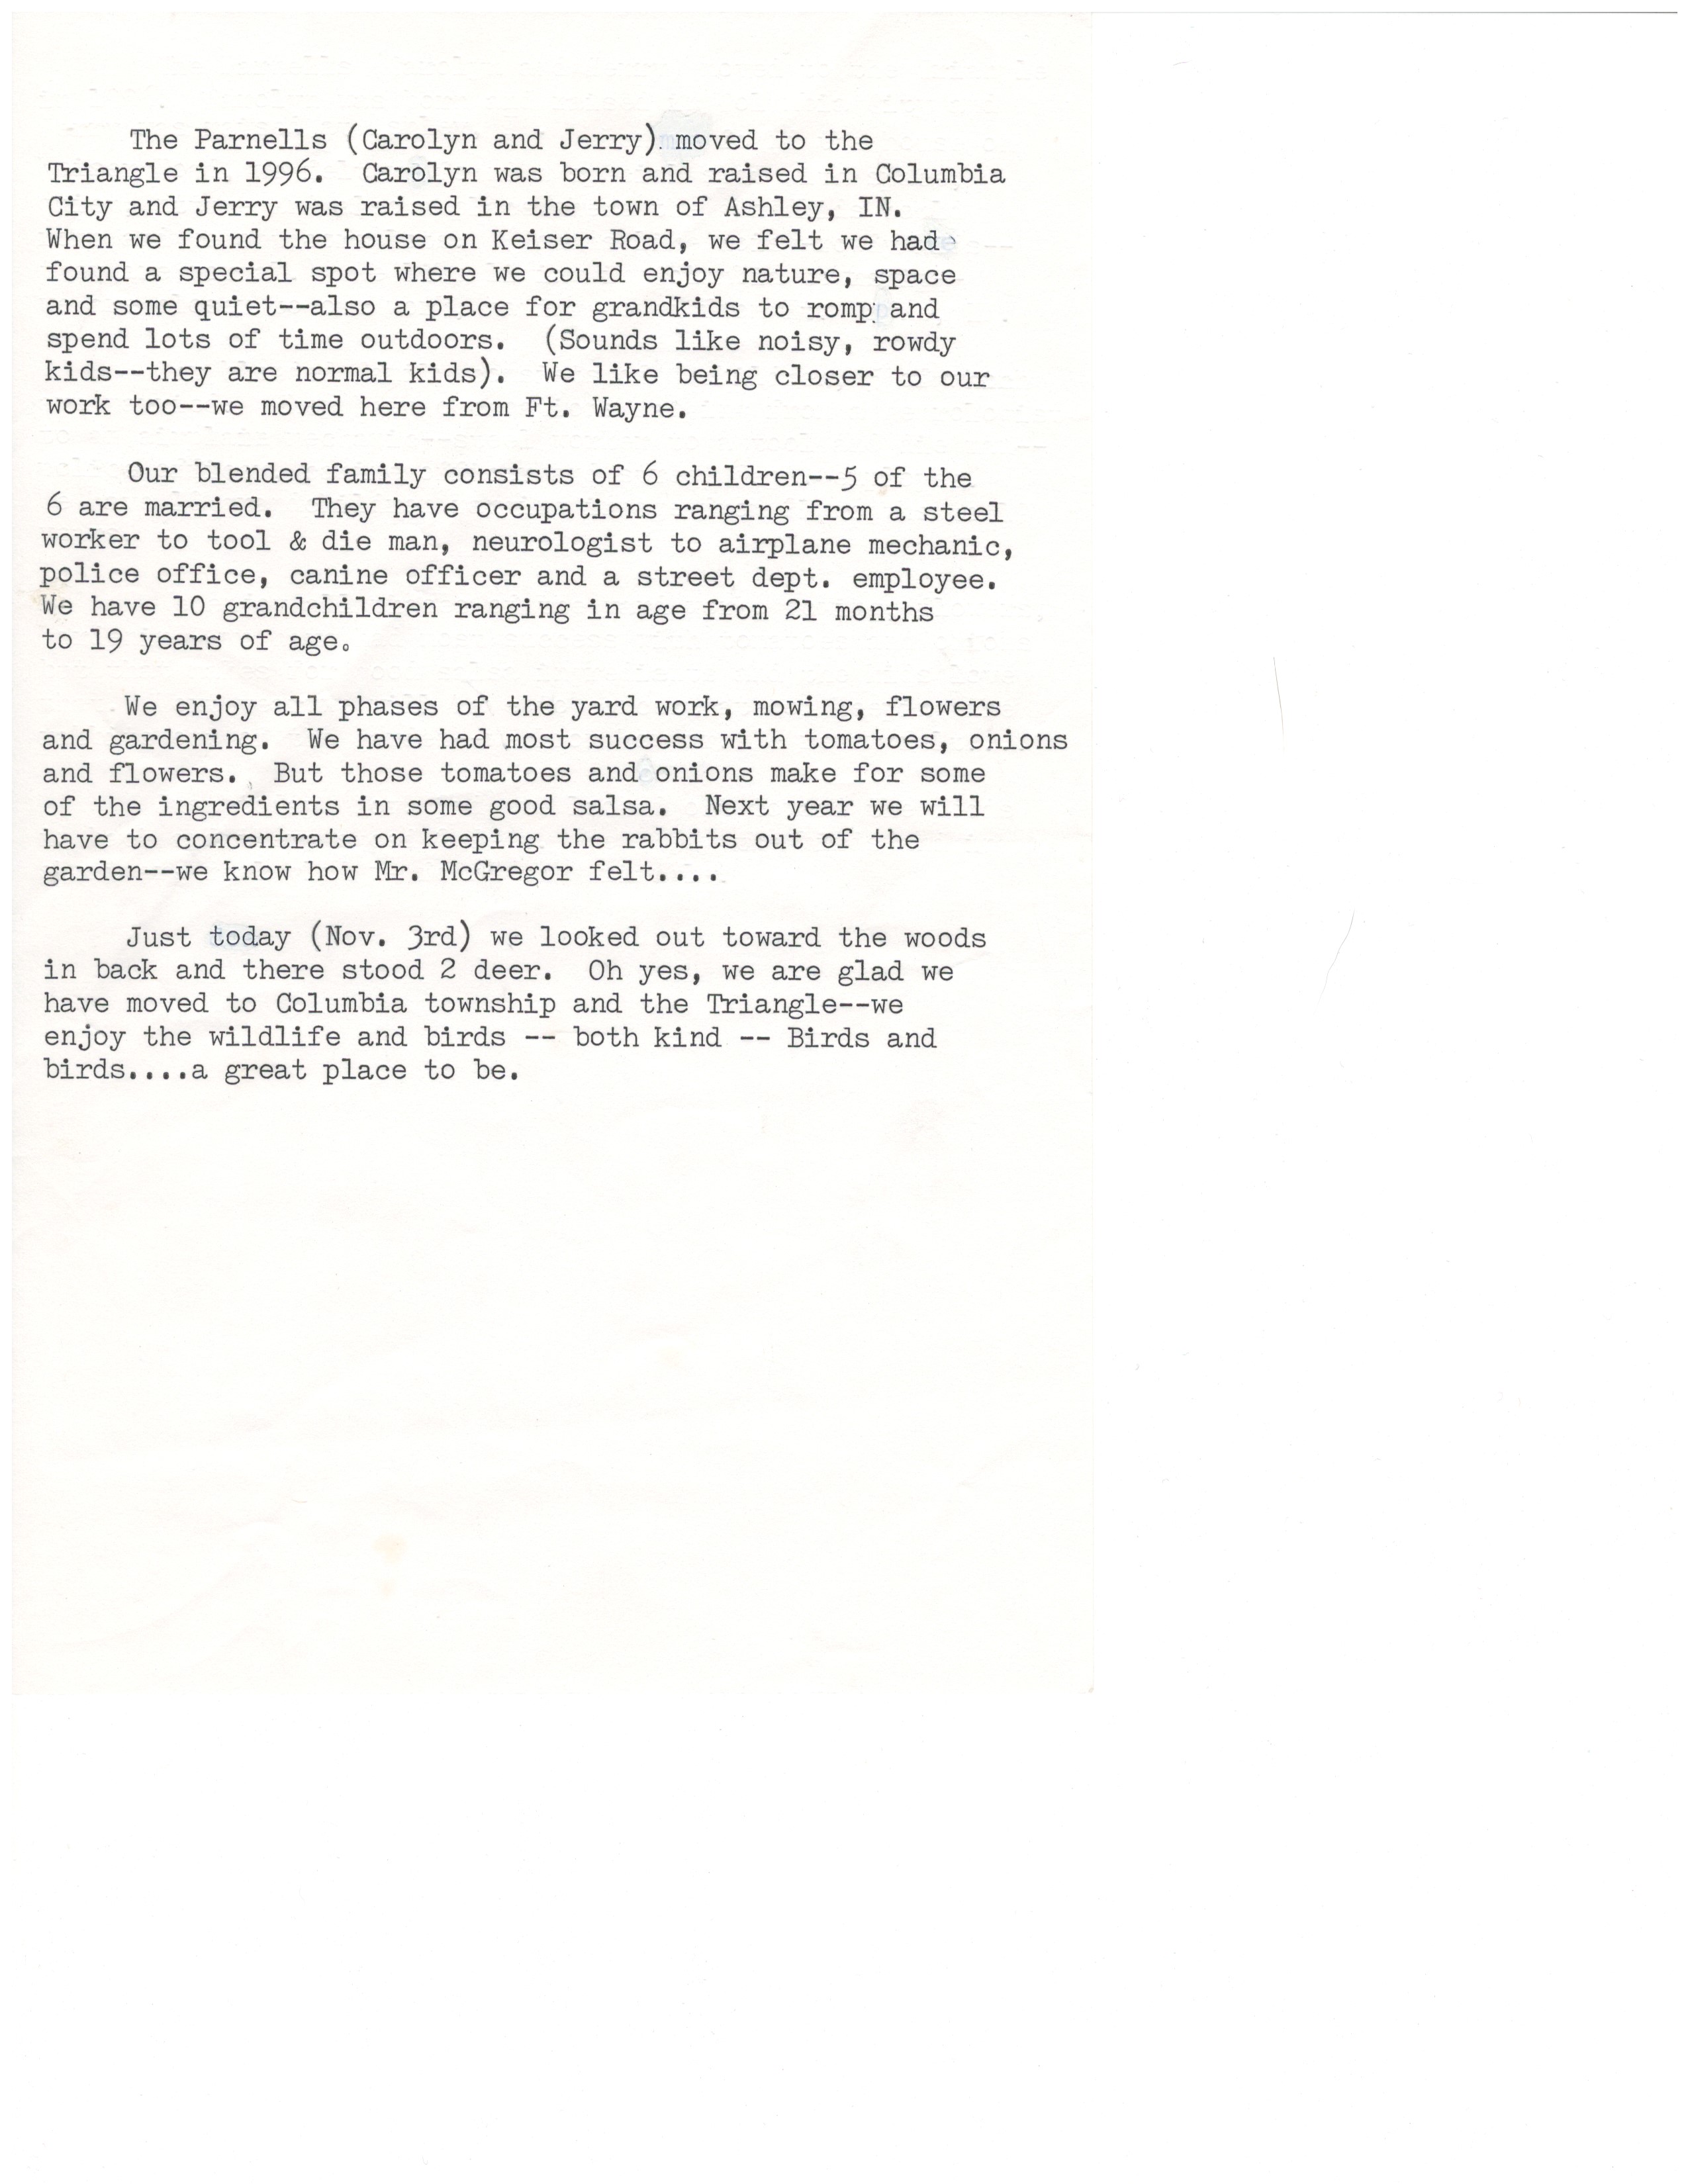 The Parnells (Carolyn and Jerry) moved to the
Triangle in 1996.  Carolyn was born and raised in Columbia
City and Jerry was raised in the town of Ashley, IN.
When we found the house on Keiser Road, we felt we had
found a special spot where we could enjoy nature, space
and some quiet--also a place for grandkids to romp and
spend lots of time outdoors.  (Sounds like noisy, rowdy
kids--they are normal kids).  We like being closer to our
work too--we moved here from Ft. Wayne.
Our blended family consists of 6 children--5 of the
6 are married.  They have occupations ranging from a steel
worker to tool & die man, neurologist to airplane mechanic,
police office, canine officer and a street dept. employee.
We have 10 grandchildren ranging in age from 21 months
to 19 years of age.
We enjoy all phases of the yard work, mowing, flowers
and gardening.  We have had most success with tomatoes, onions
and flowers.  But those tomatoes and onions make for some
of the ingredients in some good salsa.  Next year we will
have to concentrate on keeping the rabbits out of the
garden--we know how Mr. McGregor felt....
Just today (Nov. 3rd) we looked out toward the woods
in back and there stood 2 deer.  Oh yes, we are glad we
have moved to Columbia township and the Triangle--we
enjoy the wildlife and birds -- both kind -- Birds and
birds....a great place to be.